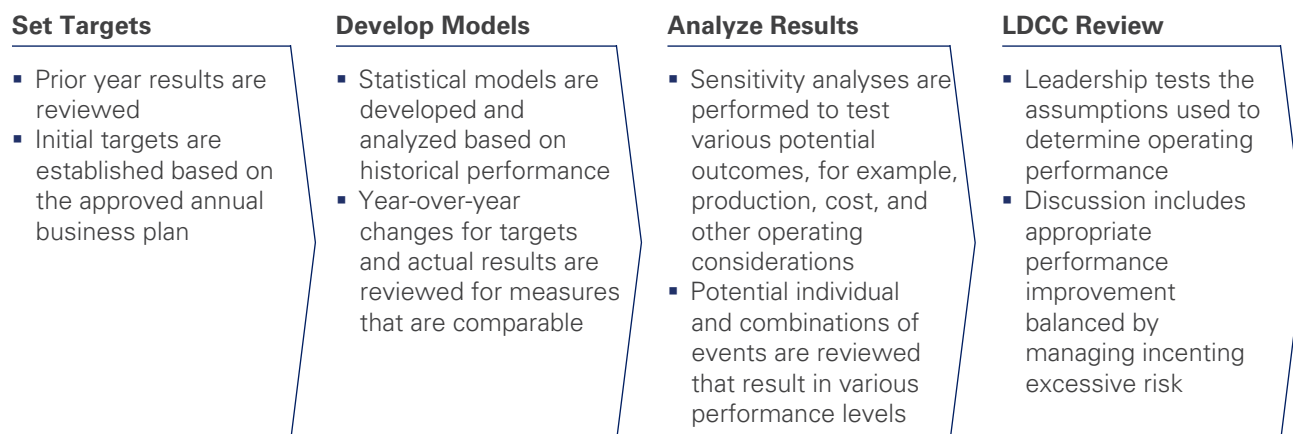 Set Targets
▪ Prior year results are
reviewed
▪ Initial targets are
established based on
the approved annual
business plan
Develop Models
▪ Statistical models are
developed and
analyzed based on
historical performance
▪ Year-over-year
changes for targets
and actual results are
reviewed for measures
that are comparable
Analyze Results
▪ Sensitivity analyses are
performed to test
various potential
outcomes, for example,
production, cost, and
other operating
considerations
▪ Potential individual
and combinations of
events are reviewed
that result in various
performance levels
LDCC Review
▪ Leadership tests the
assumptions used to
determine operating
performance
▪ Discussion includes
appropriate
performance
improvement
balanced by
managing incenting
excessive risk